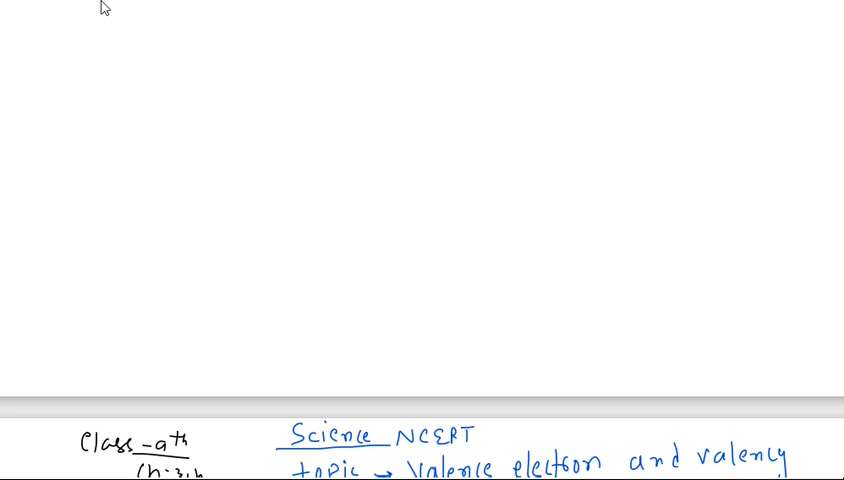 Class - 9th
Science NCERT
topic → Valence electron and valency